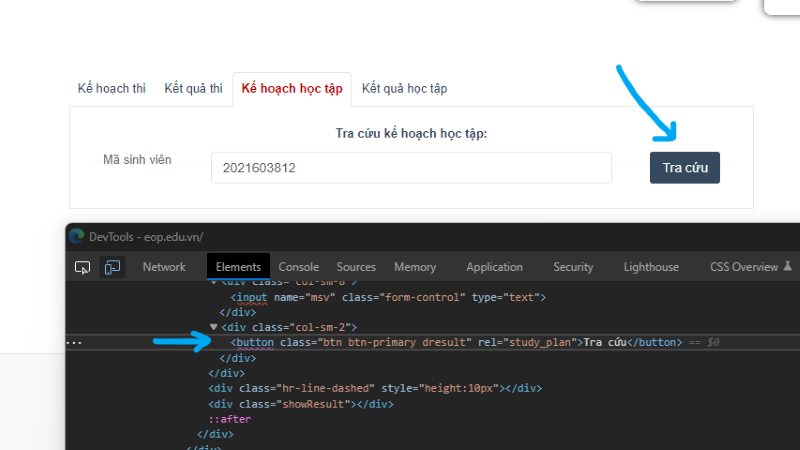 Kế hoạch thi Kết quả thi Kế hoạch học tập Kết quả học tập
Tra cứu kế hoạch học tập:
Mã sinh viên 2021603812 Tra cứu
DevTools - eop.edu.vn/
Network Elements Console Sources Memory Application Security Lighthouse CSS Overview
<div class="col-sm-8">
<input name="msv" class="form-control" type="text">
</div>
<div class="col-sm-2">
<button class="btn btn-primary dresult" rel="study_plan">Tra cứu</button> == $0
</div>
</div>
<div class="hr-line-dashed" style="height:10px"></div>
<div class="showResult"></div>
::after
</div>
</div>